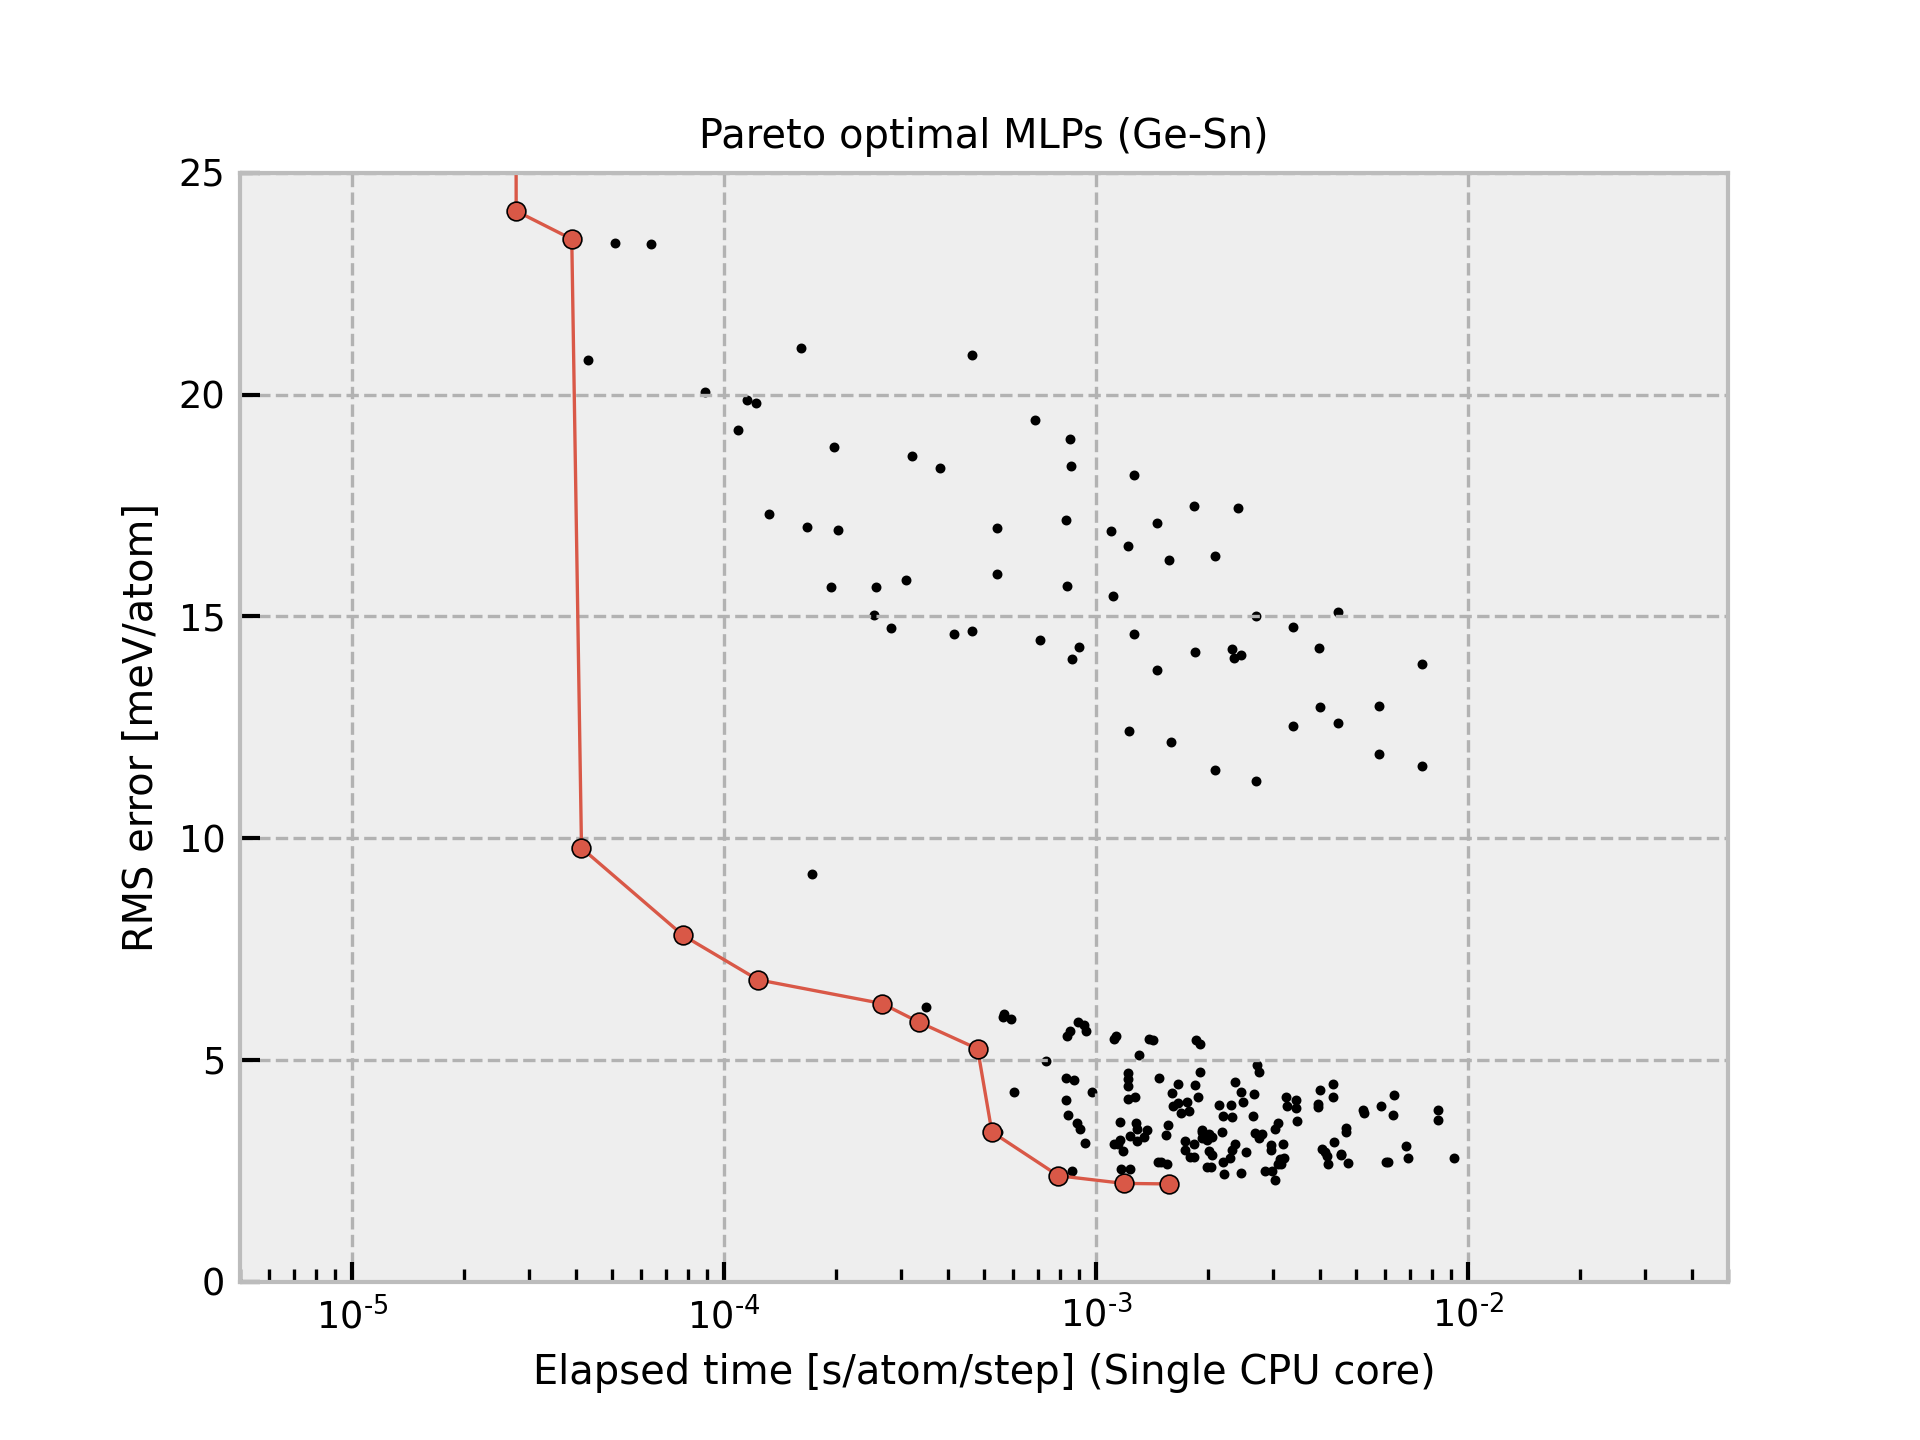 Pareto optimal MLPs (Ge-Sn)
25
20
15
10
5
0
RMS error [meV/atom]
10-5 10-4 10-3 10-2
Elapsed time [s/atom/step] (Single CPU core)